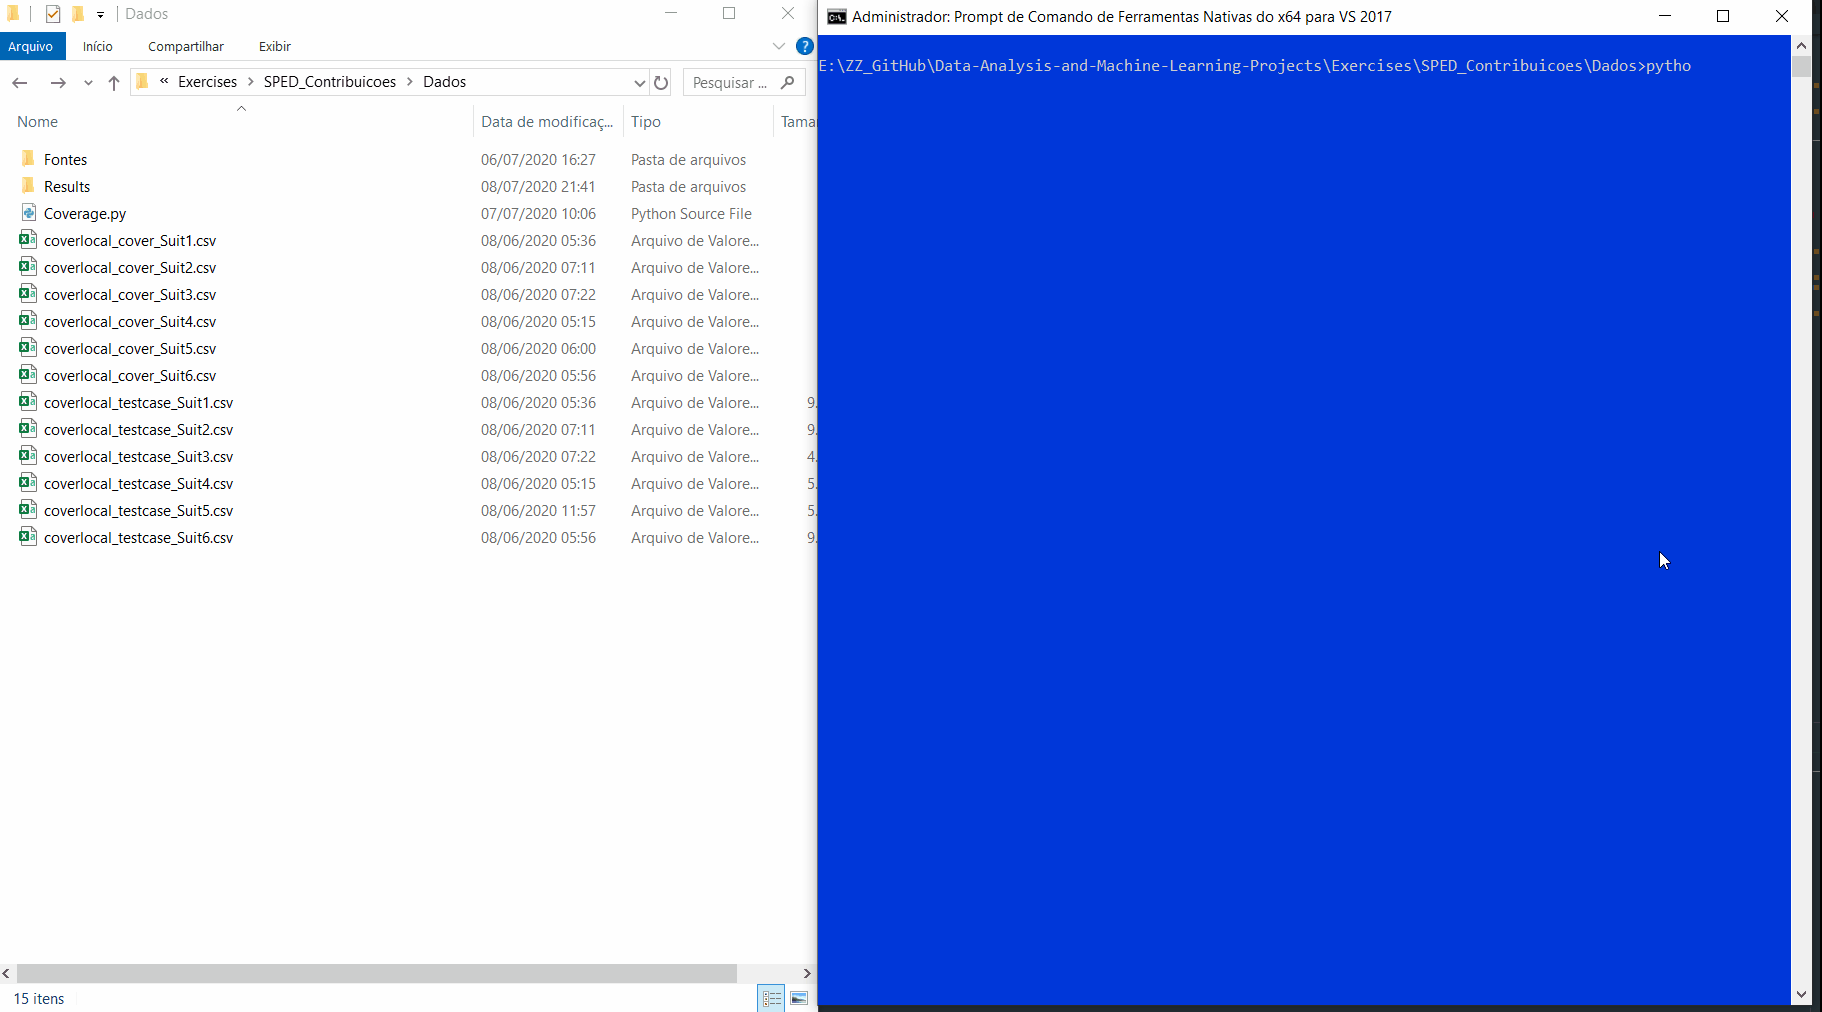 Dados
Arquivo Início Compartilhar Exibir
« Exercises > SPED_Contribuicoes > Dados Pesquisar ...
Nome Data de modificaç... Tipo Tama
Fontes 06/07/2020 16:27 Pasta de arquivos
Results 08/07/2020 21:41 Pasta de arquivos
Coverage.py 07/07/2020 10:06 Python Source File
coverlocal_cover_Suit1.csv 08/06/2020 05:36 Arquivo de Valore...
coverlocal_cover_Suit2.csv 08/06/2020 07:11 Arquivo de Valore...
coverlocal_cover_Suit3.csv 08/06/2020 07:22 Arquivo de Valore...
coverlocal_cover_Suit4.csv 08/06/2020 05:15 Arquivo de Valore...
coverlocal_cover_Suit5.csv 08/06/2020 06:00 Arquivo de Valore...
coverlocal_cover_Suit6.csv 08/06/2020 05:56 Arquivo de Valore...
coverlocal_testcase_Suit1.csv 08/06/2020 05:36 Arquivo de Valore... 9.
coverlocal_testcase_Suit2.csv 08/06/2020 07:11 Arquivo de Valore... 9.
coverlocal_testcase_Suit3.csv 08/06/2020 07:22 Arquivo de Valore... 4.
coverlocal_testcase_Suit4.csv 08/06/2020 05:15 Arquivo de Valore... 5.
coverlocal_testcase_Suit5.csv 08/06/2020 11:57 Arquivo de Valore... 5.
coverlocal_testcase_Suit6.csv 08/06/2020 05:56 Arquivo de Valore... 9.
15 itens
Administrador: Prompt de Comando de Ferramentas Nativas do x64 para VS 2017
E:\ZZ_GitHub\Data-Analysis-and-Machine-Learning-Projects\Exercises\SPED_Contribuicoes\Dados>pytho